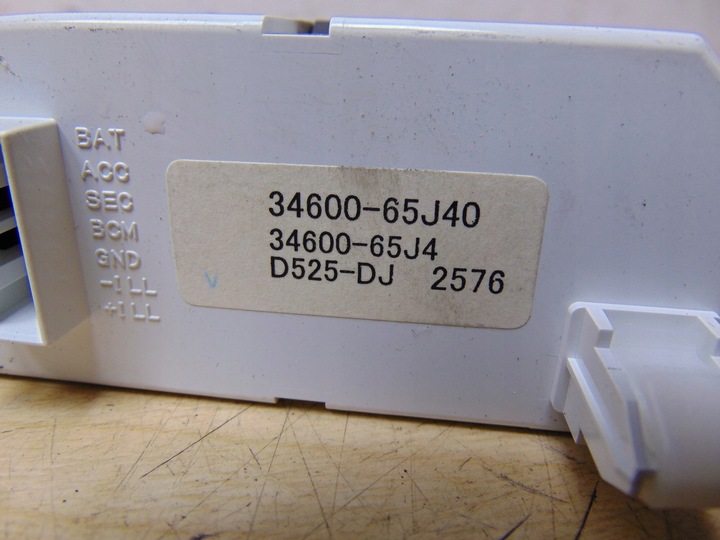 BAT
ACC
SEC
BCM
GND
-ILL
+ILL
34600-65J40
34600-65J4
D525-DJ 2576